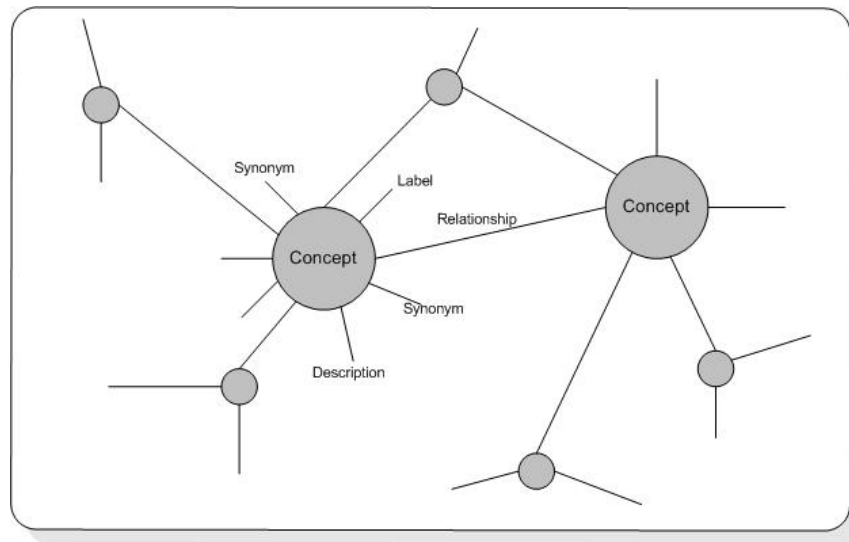 Synonym
Label
Relationship
Concept
Concept
Synonym
Description